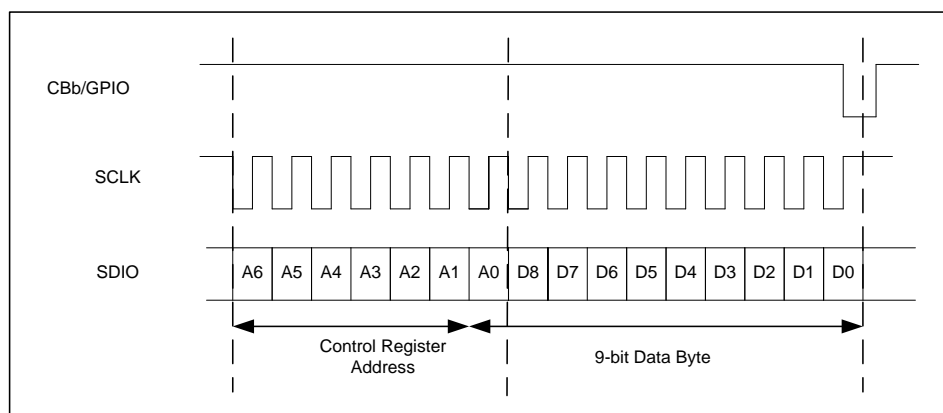 CBb/GPIO
SCLK
SDIO
A6 A5 A4 A3 A2 A1 A0 D8 D7 D6 D5 D4 D3 D2 D1 D0
Control Register
Address
9-bit Data Byte